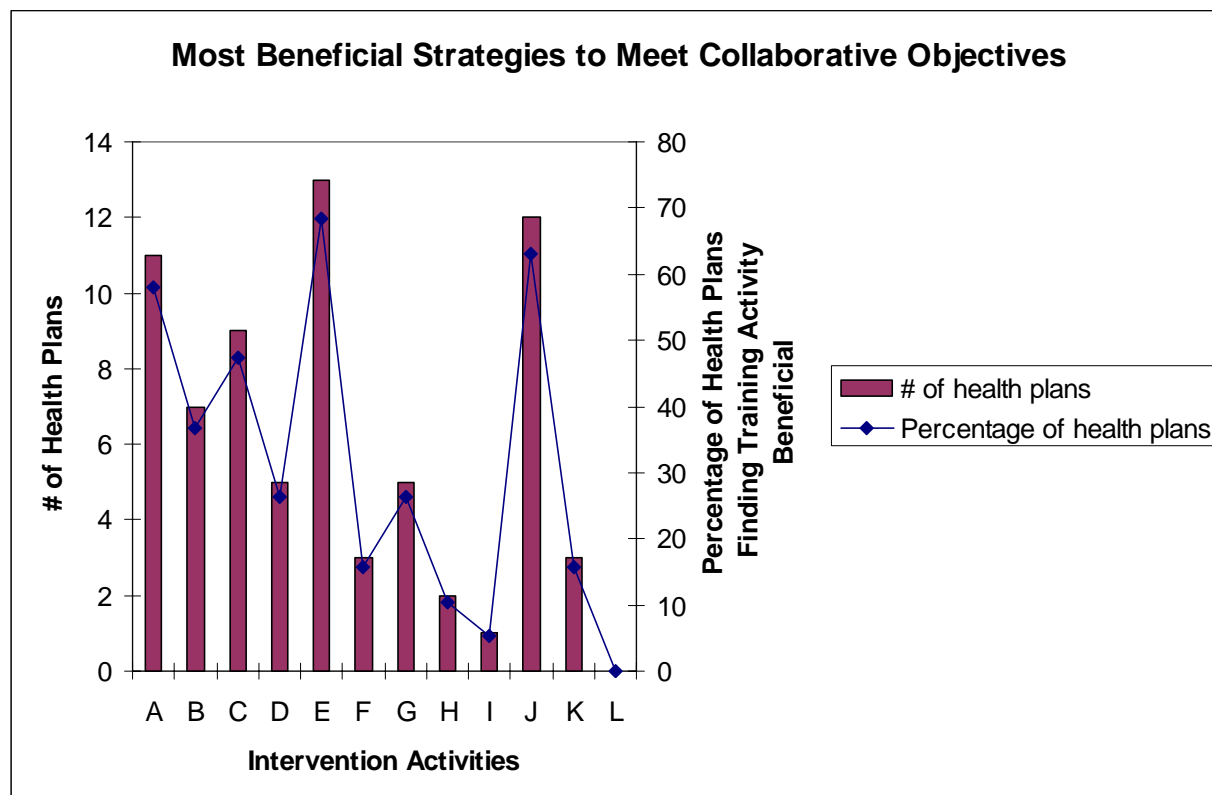 Most Beneficial Strategies to Meet Collaborative Objectives
14
12
10
8
6
4
2
0
# of Health Plans
80
70
60
50
40
30
20
10
0
Percentage of Health Plans
Finding Training Activity
Beneficial
A B C D E F G H I J K L
Intervention Activities
# of health plans
Percentage of health plans